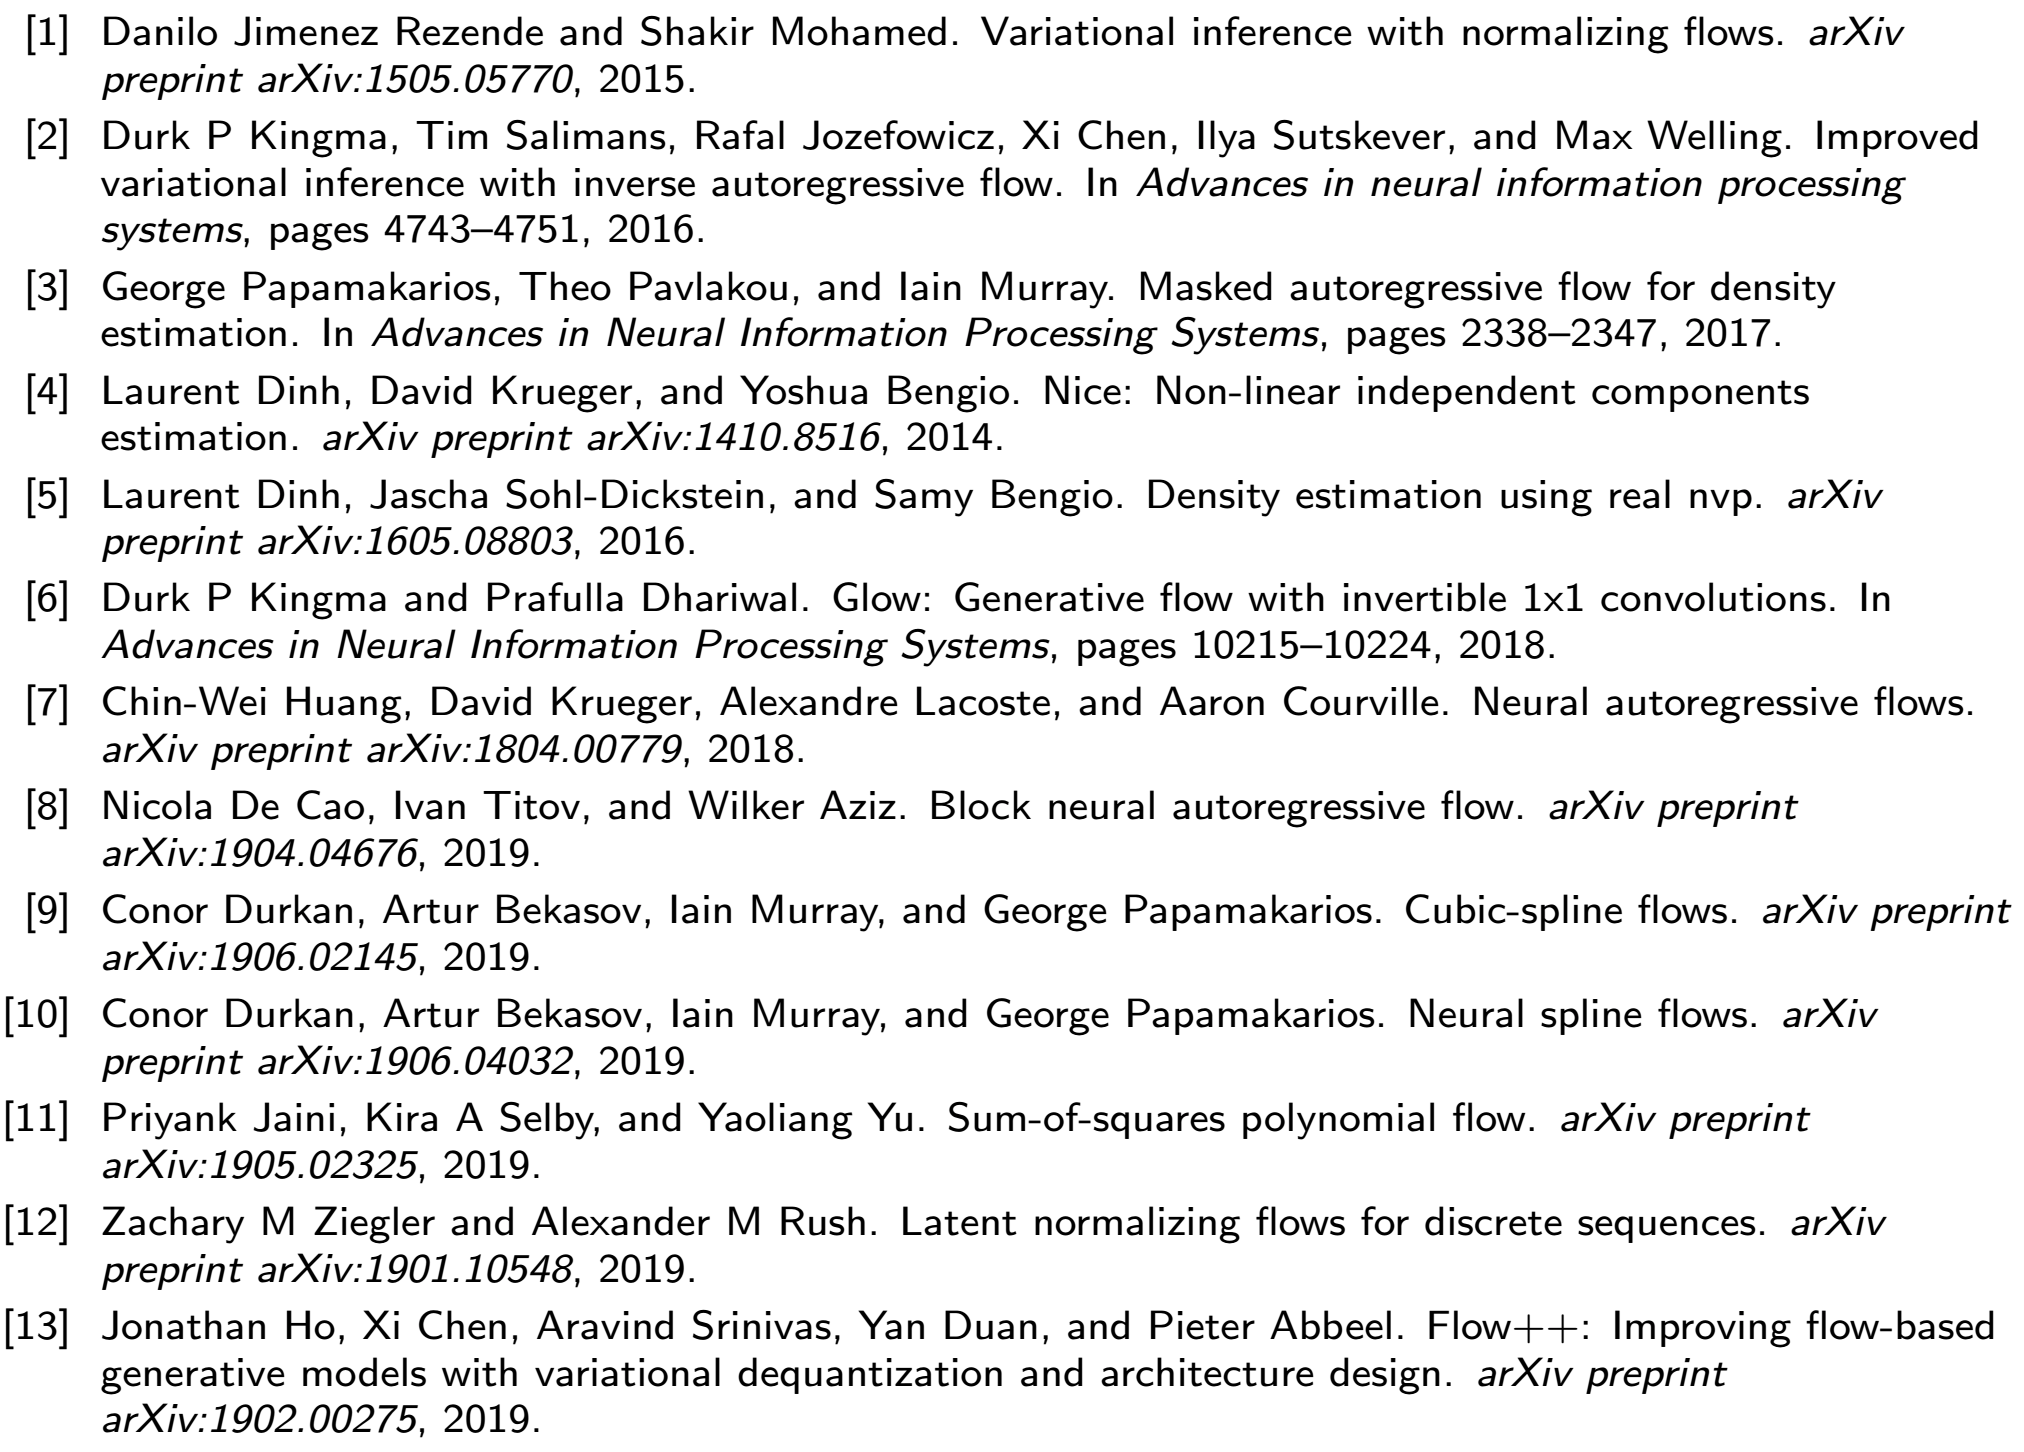 [1] Danilo Jimenez Rezende and Shakir Mohamed. Variational inference with normalizing flows. arXiv
preprint arXiv:1505.05770, 2015.
[2] Durk P Kingma, Tim Salimans, Rafal Jozefowicz, Xi Chen, Ilya Sutskever, and Max Welling. Improved
variational inference with inverse autoregressive flow. In Advances in neural information processing
systems, pages 4743–4751, 2016.
[3] George Papamakarios, Theo Pavlakou, and Iain Murray. Masked autoregressive flow for density
estimation. In Advances in Neural Information Processing Systems, pages 2338–2347, 2017.
[4] Laurent Dinh, David Krueger, and Yoshua Bengio. Nice: Non-linear independent components
estimation. arXiv preprint arXiv:1410.8516, 2014.
[5] Laurent Dinh, Jascha Sohl-Dickstein, and Samy Bengio. Density estimation using real nvp. arXiv
preprint arXiv:1605.08803, 2016.
[6] Durk P Kingma and Prafulla Dhariwal. Glow: Generative flow with invertible 1x1 convolutions. In
Advances in Neural Information Processing Systems, pages 10215–10224, 2018.
[7] Chin-Wei Huang, David Krueger, Alexandre Lacoste, and Aaron Courville. Neural autoregressive flows.
arXiv preprint arXiv:1804.00779, 2018.
[8] Nicola De Cao, Ivan Titov, and Wilker Aziz. Block neural autoregressive flow. arXiv preprint
arXiv:1904.04676, 2019.
[9] Conor Durkan, Artur Bekasov, Iain Murray, and George Papamakarios. Cubic-spline flows. arXiv preprint
arXiv:1906.02145, 2019.
[10] Conor Durkan, Artur Bekasov, Iain Murray, and George Papamakarios. Neural spline flows. arXiv
preprint arXiv:1906.04032, 2019.
[11] Priyank Jaini, Kira A Selby, and Yaoliang Yu. Sum-of-squares polynomial flow. arXiv preprint
arXiv:1905.02325, 2019.
[12] Zachary M Ziegler and Alexander M Rush. Latent normalizing flows for discrete sequences. arXiv
preprint arXiv:1901.10548, 2019.
[13] Jonathan Ho, Xi Chen, Aravind Srinivas, Yan Duan, and Pieter Abbeel. Flow++: Improving flow-based
generative models with variational dequantization and architecture design. arXiv preprint
arXiv:1902.00275, 2019.